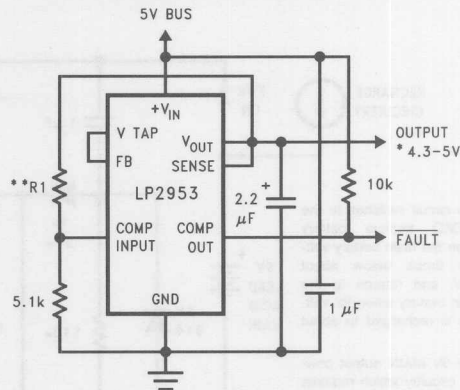 5V BUS
+VIN
V TAP
FB
VOUT
SENSE
OUTPUT
* 4.3-5V
LP2953
**R1
2.2
+
μF
10k
COMP
INPUT
COMP
OUT
FAULT
5.1k
GND
1 μF